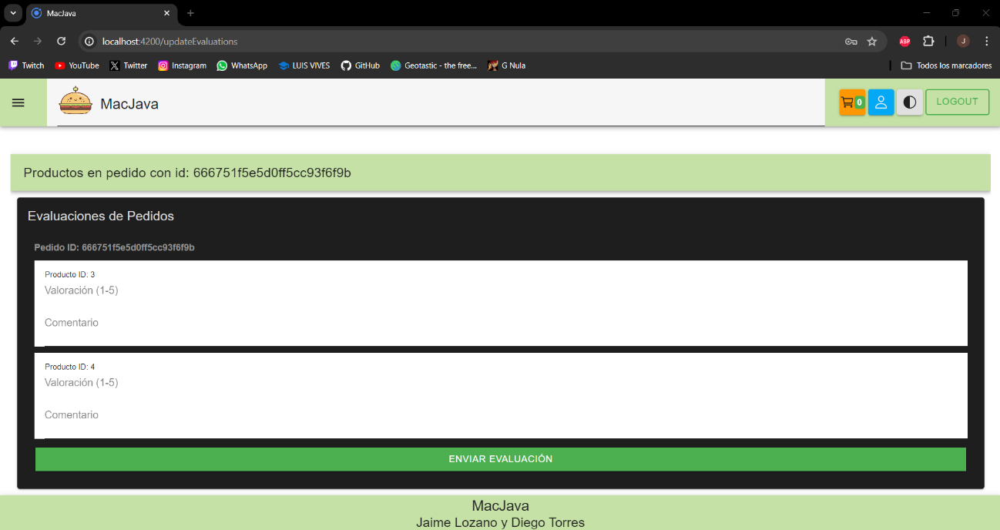 MacJava
localhost:4200/updateEvaluations
ABP
J
Twitch
YouTube
Twitter
Instagram
WhatsApp
LUIS VIVES
GitHub
Geotastic - the free...
G Nula
Todos los marcadores
MacJava
0
LOGOUT
Productos en pedido con id: 666751f5e5d0ff5cc93f6f9b
Evaluaciones de Pedidos
Pedido ID: 666751f5e5d0ff5cc93f6f9b
Producto ID: 3
Valoración (1-5)
Comentario
Producto ID: 4
Valoración (1-5)
Comentario
ENVIAR EVALUACIÓN
MacJava
Jaime Lozano y Diego Torres